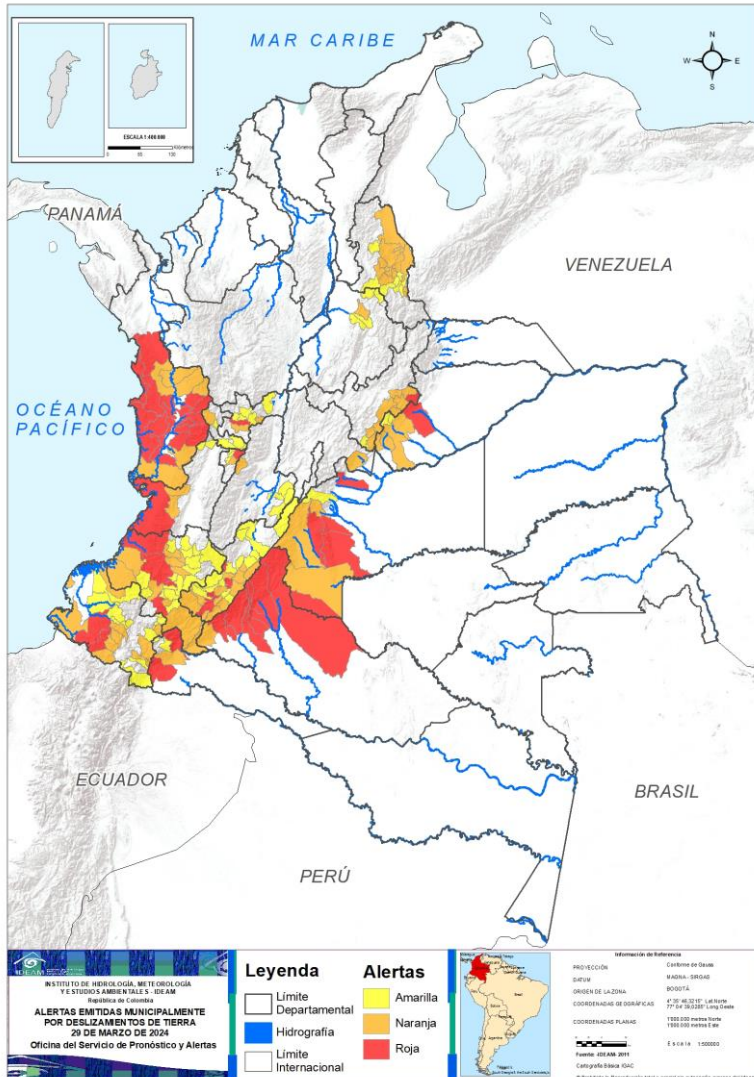 MAR CARIBE
N
W E
S
ESCALA 1:400.000
PANAMÁ
VENEZUELA
OCÉANO
PACÍFICO
ECUADOR
BRASIL
PERÚ
IDEAM
INSTITUTO DE HIDROLOGÍA, METEOROLOGÍA
Y ESTUDIOS AMBIENTALES - IDEAM
República de Colombia
ALERTAS EMITIDAS MUNICIPALMENTE
POR DESLIZAMIENTOS DE TIERRA
29 DE MARZO DE 2024
Oficina del Servicio de Pronóstico y Alertas
Leyenda
Límite
Departamental
Hidrografía
Límite
Internacional
Alertas
Amarilla
Naranja
Roja
Información de Referencia
PROYECCIÓN Conforme de Gauss
DATUM MAGNA - SIRGAS
ORIGEN DE LA ZONA BOGOTÁ
COORDENADAS GEOGRÁFICAS
COORDENADAS PLANAS 1'000.000 metros Norte
1'000.000 metros Este
Fuente: IDEAM- 2011
Cartografía Básica IGAC